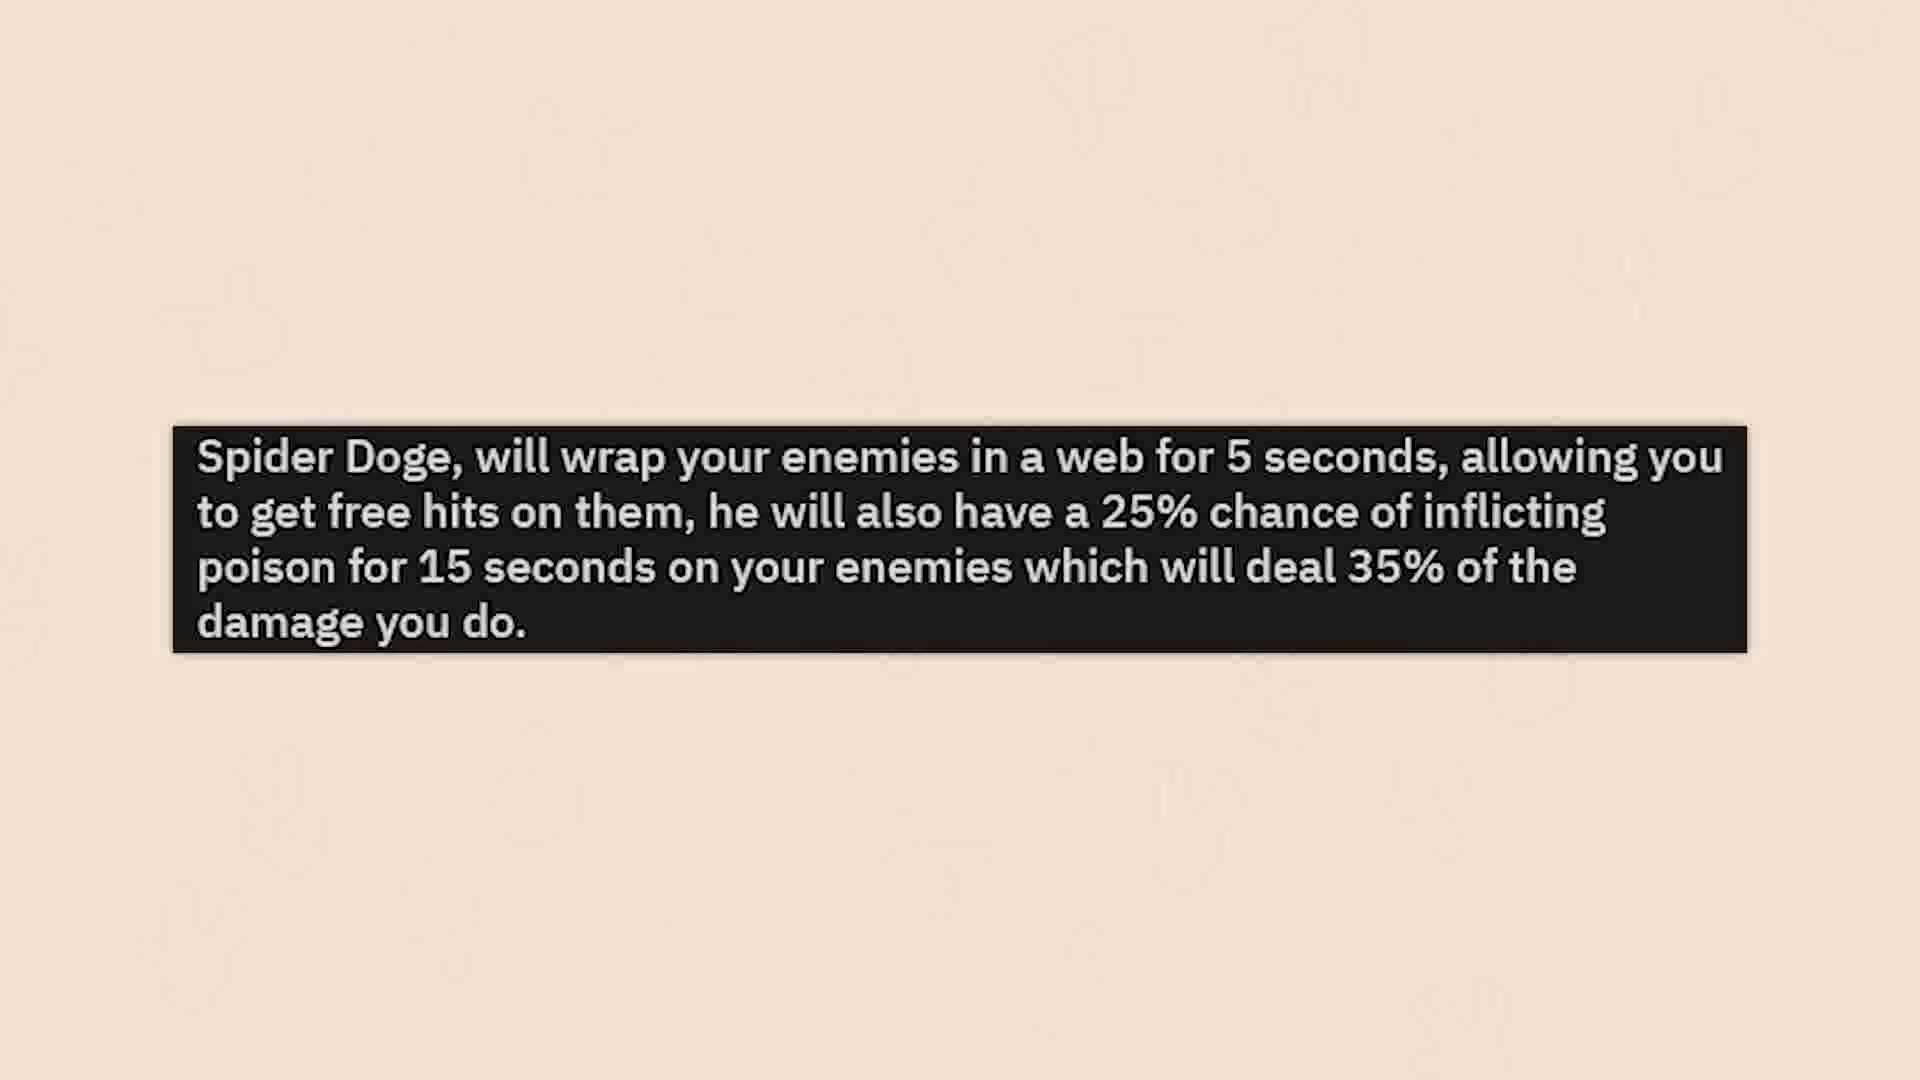 Spider Doge, will wrap your enemies in a web for 5 seconds, allowing you
to get free hits on them, he will also have a 25% chance of inflicting
poison for 15 seconds on your enemies which will deal 35% of the
damage you do.